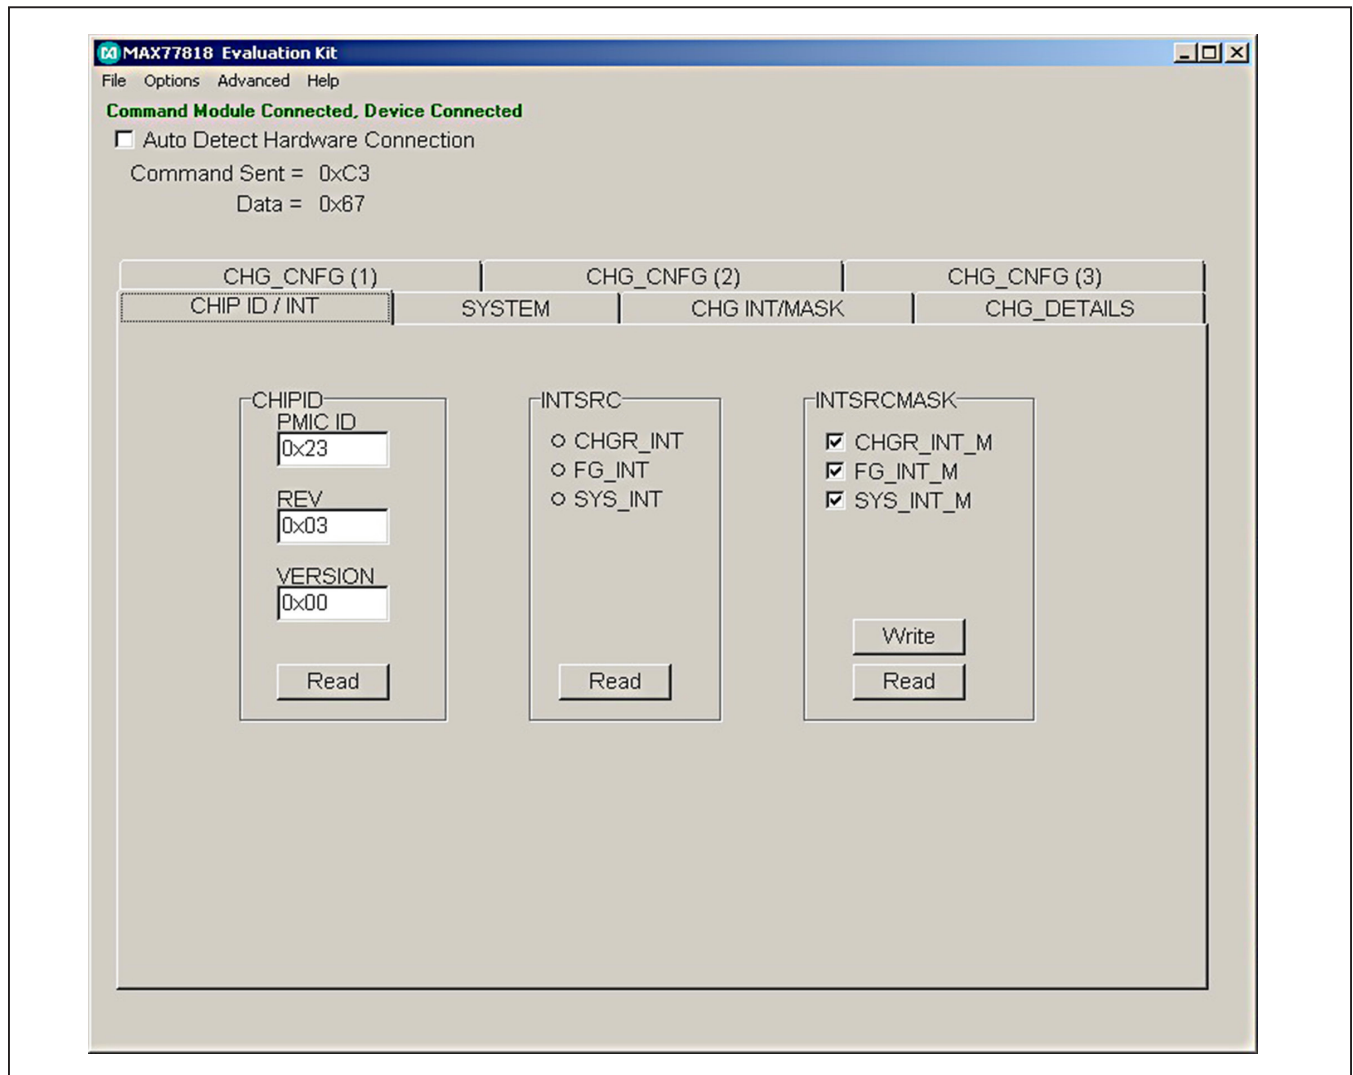 MAX77818 Evaluation Kit
File Options Advanced Help
Command Module Connected, Device Connected
Auto Detect Hardware Connection
Command Sent = 0xC3
Data = 0x67
CHG_CNFG (1) CHG_CNFG (2) CHG_CNFG (3)
CHIP ID / INT SYSTEM CHG INT/MASK CHG_DETAILS
CHIPID
PMIC ID
0x23
REV
0x03
VERSION
0x00
Read
INTSRC
CHGR_INT
FG_INT
SYS_INT
Read
INTSRCMASK
CHGR_INT_M
FG_INT_M
SYS_INT_M
Write
Read